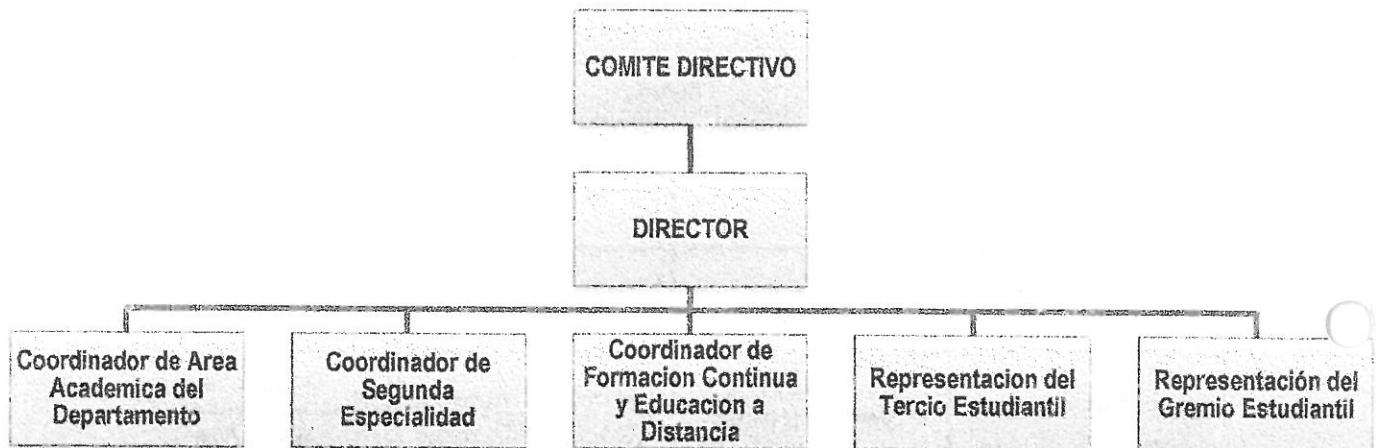 COMITE DIRECTIVO
DIRECTOR
Coordinador de Area
Academica del
Departamento
Coordinador de
Segunda
Especialidad
Coordinador de
Formacion Continua
y Educacion a
Distancia
Representacion del
Tercio Estudiantil
Representación del
Gremio Estudiantil